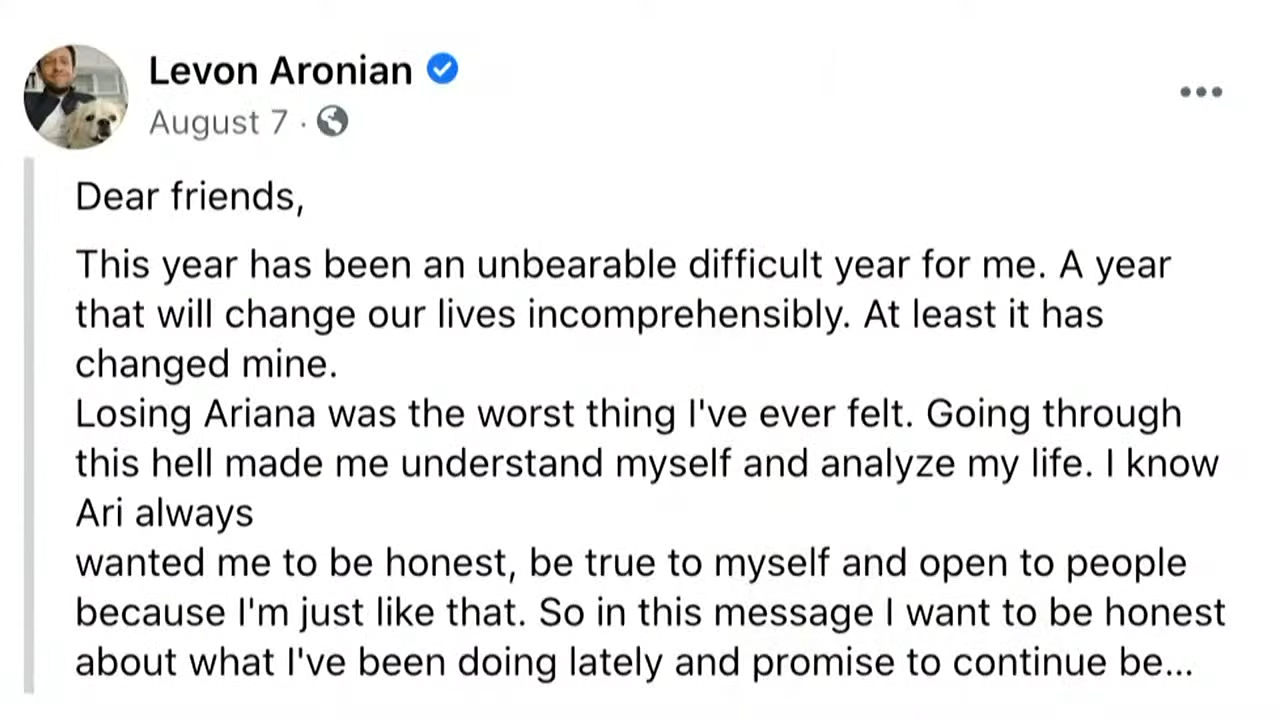 Levon Aronian
August 7 ·
Dear friends,
This year has been an unbearable difficult year for me. A year
that will change our lives incomprehensibly. At least it has
changed mine.
Losing Ariana was the worst thing I've ever felt. Going through
this hell made me understand myself and analyze my life. I know
Ari always
wanted me to be honest, be true to myself and open to people
because I'm just like that. So in this message I want to be honest
about what I've been doing lately and promise to continue be...